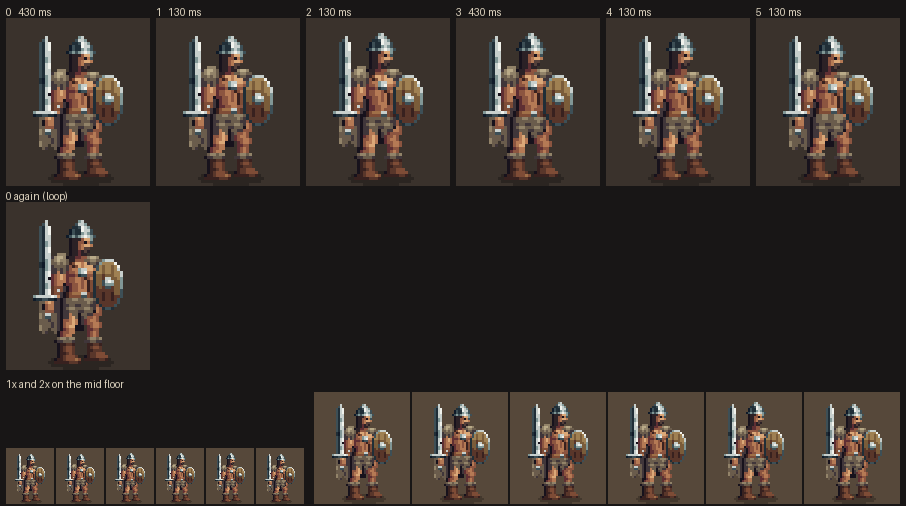 0 430 ms
1 130 ms
2 130 ms
3 430 ms
4 130 ms
5 130 ms
0 again (loop)
1x and 2x on the mid floor